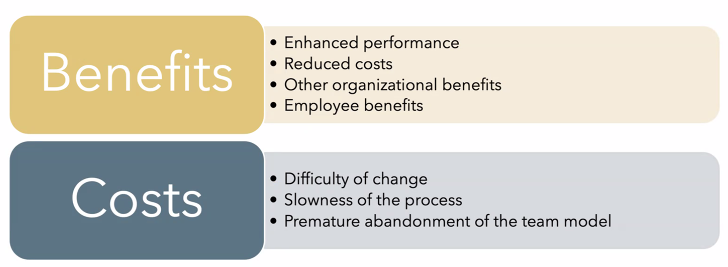 Benefits
• Enhanced performance
• Reduced costs
• Other organizational benefits
• Employee benefits
Costs
• Difficulty of change
• Slowness of the process
• Premature abandonment of the team model